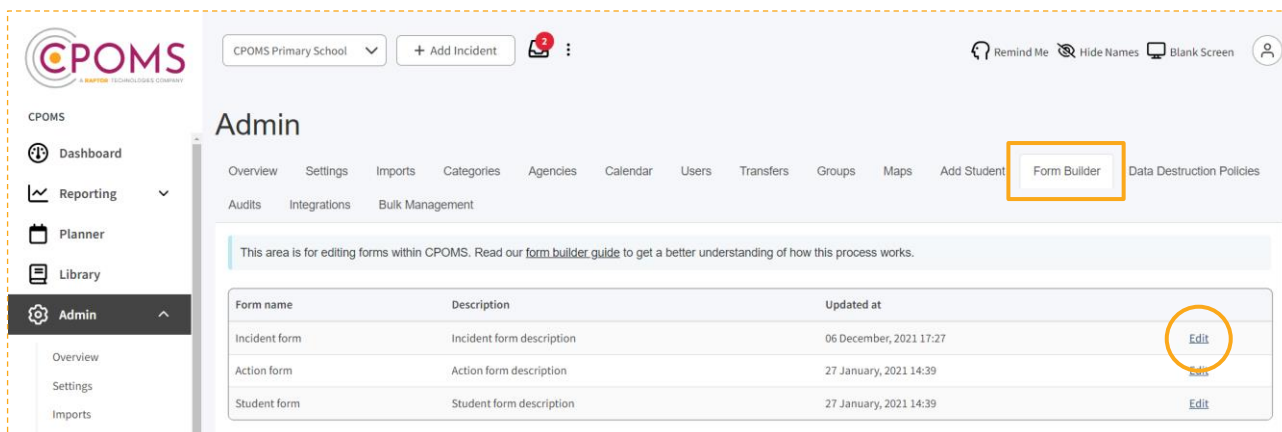 CPOMS
A RAPTOR TECHNOLOGIES COMPANY
CPOMS Primary School
+ Add Incident
2
Remind Me
Hide Names
Blank Screen
CPOMS
Dashboard
Reporting
Planner
Library
Admin
Overview
Settings
Imports
Admin
Overview Settings Imports Categories Agencies Calendar Users Transfers Groups Maps Add Student Form Builder Data Destruction Policies
Audits Integrations Bulk Management
This area is for editing forms within CPOMS. Read our form builder guide to get a better understanding of how this process works.
Form name Description Updated at
Incident form Incident form description 06 December, 2021 17:27 Edit
Action form Action form description 27 January, 2021 14:39 Edit
Student form Student form description 27 January, 2021 14:39 Edit